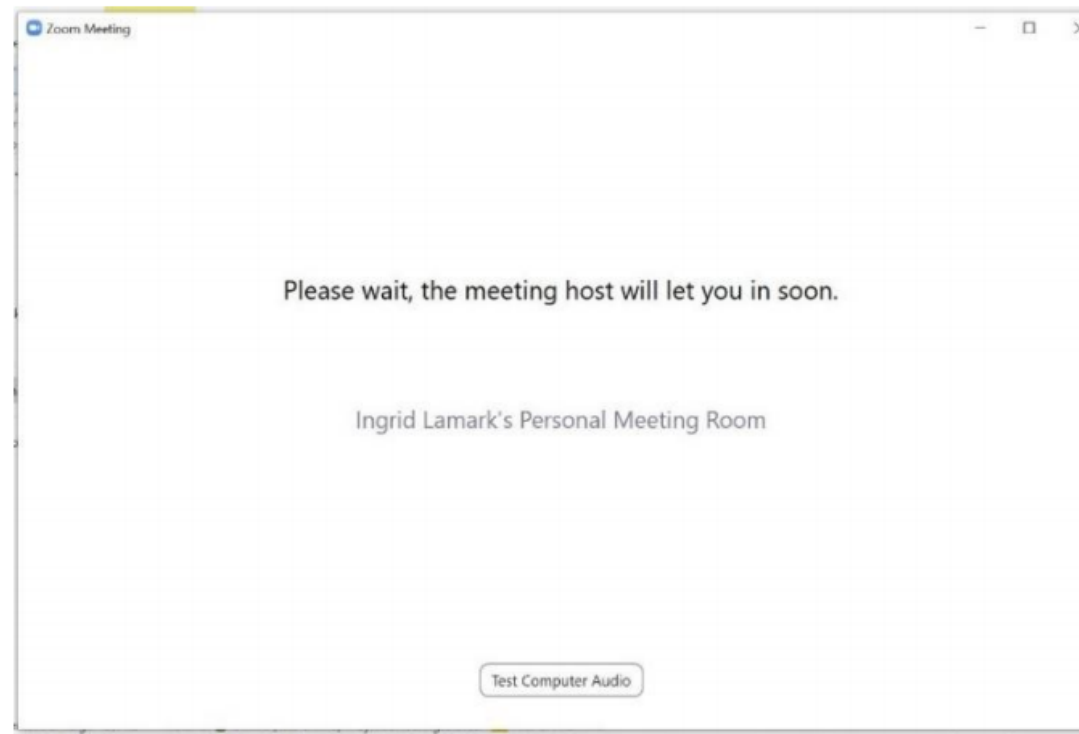 Zoom Meeting
Please wait, the meeting host will let you in soon.
Ingrid Lamark's Personal Meeting Room
Test Computer Audio